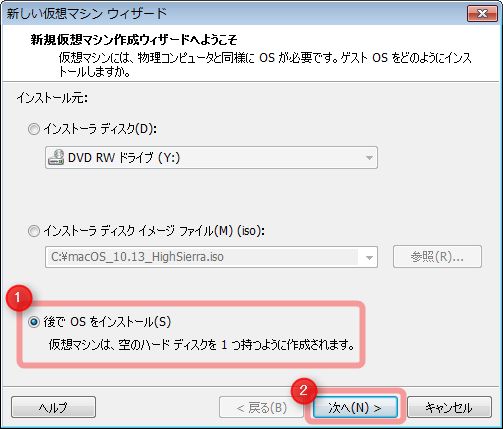 新しい仮想マシン ウィザード
新規仮想マシン作成ウィザードへようこそ
仮想マシンには、物理コンピュータと同様に OS が必要です。ゲスト OS をどのようにインス
トールしますか。
インストール元:
インストーラ ディスク(D):
DVD RW ドライブ (Y:)
インストーラ ディスク イメージ ファイル(M) (iso):
C:¥macOS_10.13_HighSierra.iso
参照(R)...
1
後で OS をインストール(S)
仮想マシンは、空のハード ディスクを 1 つ持つように作成されます。
2
ヘルプ
< 戻る(B)
次へ(N) >
キャンセル